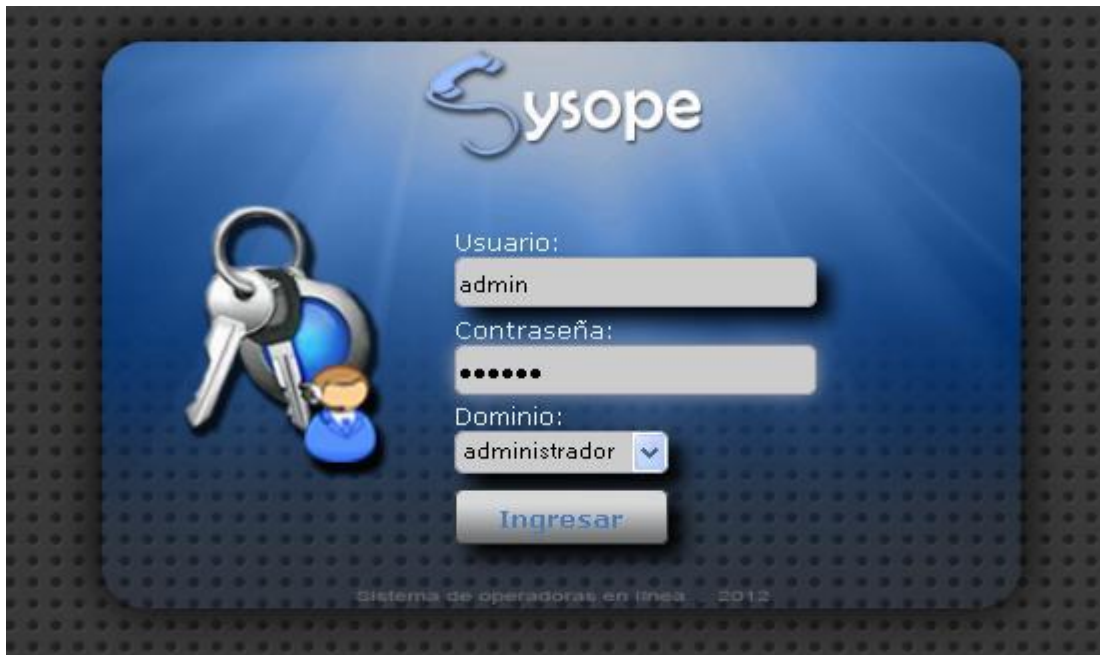 Sysope
Usuario:
admin
Contraseña:
••••••
Dominio:
administrador
Ingresar
Sistema de operadoras en línea ... 2012